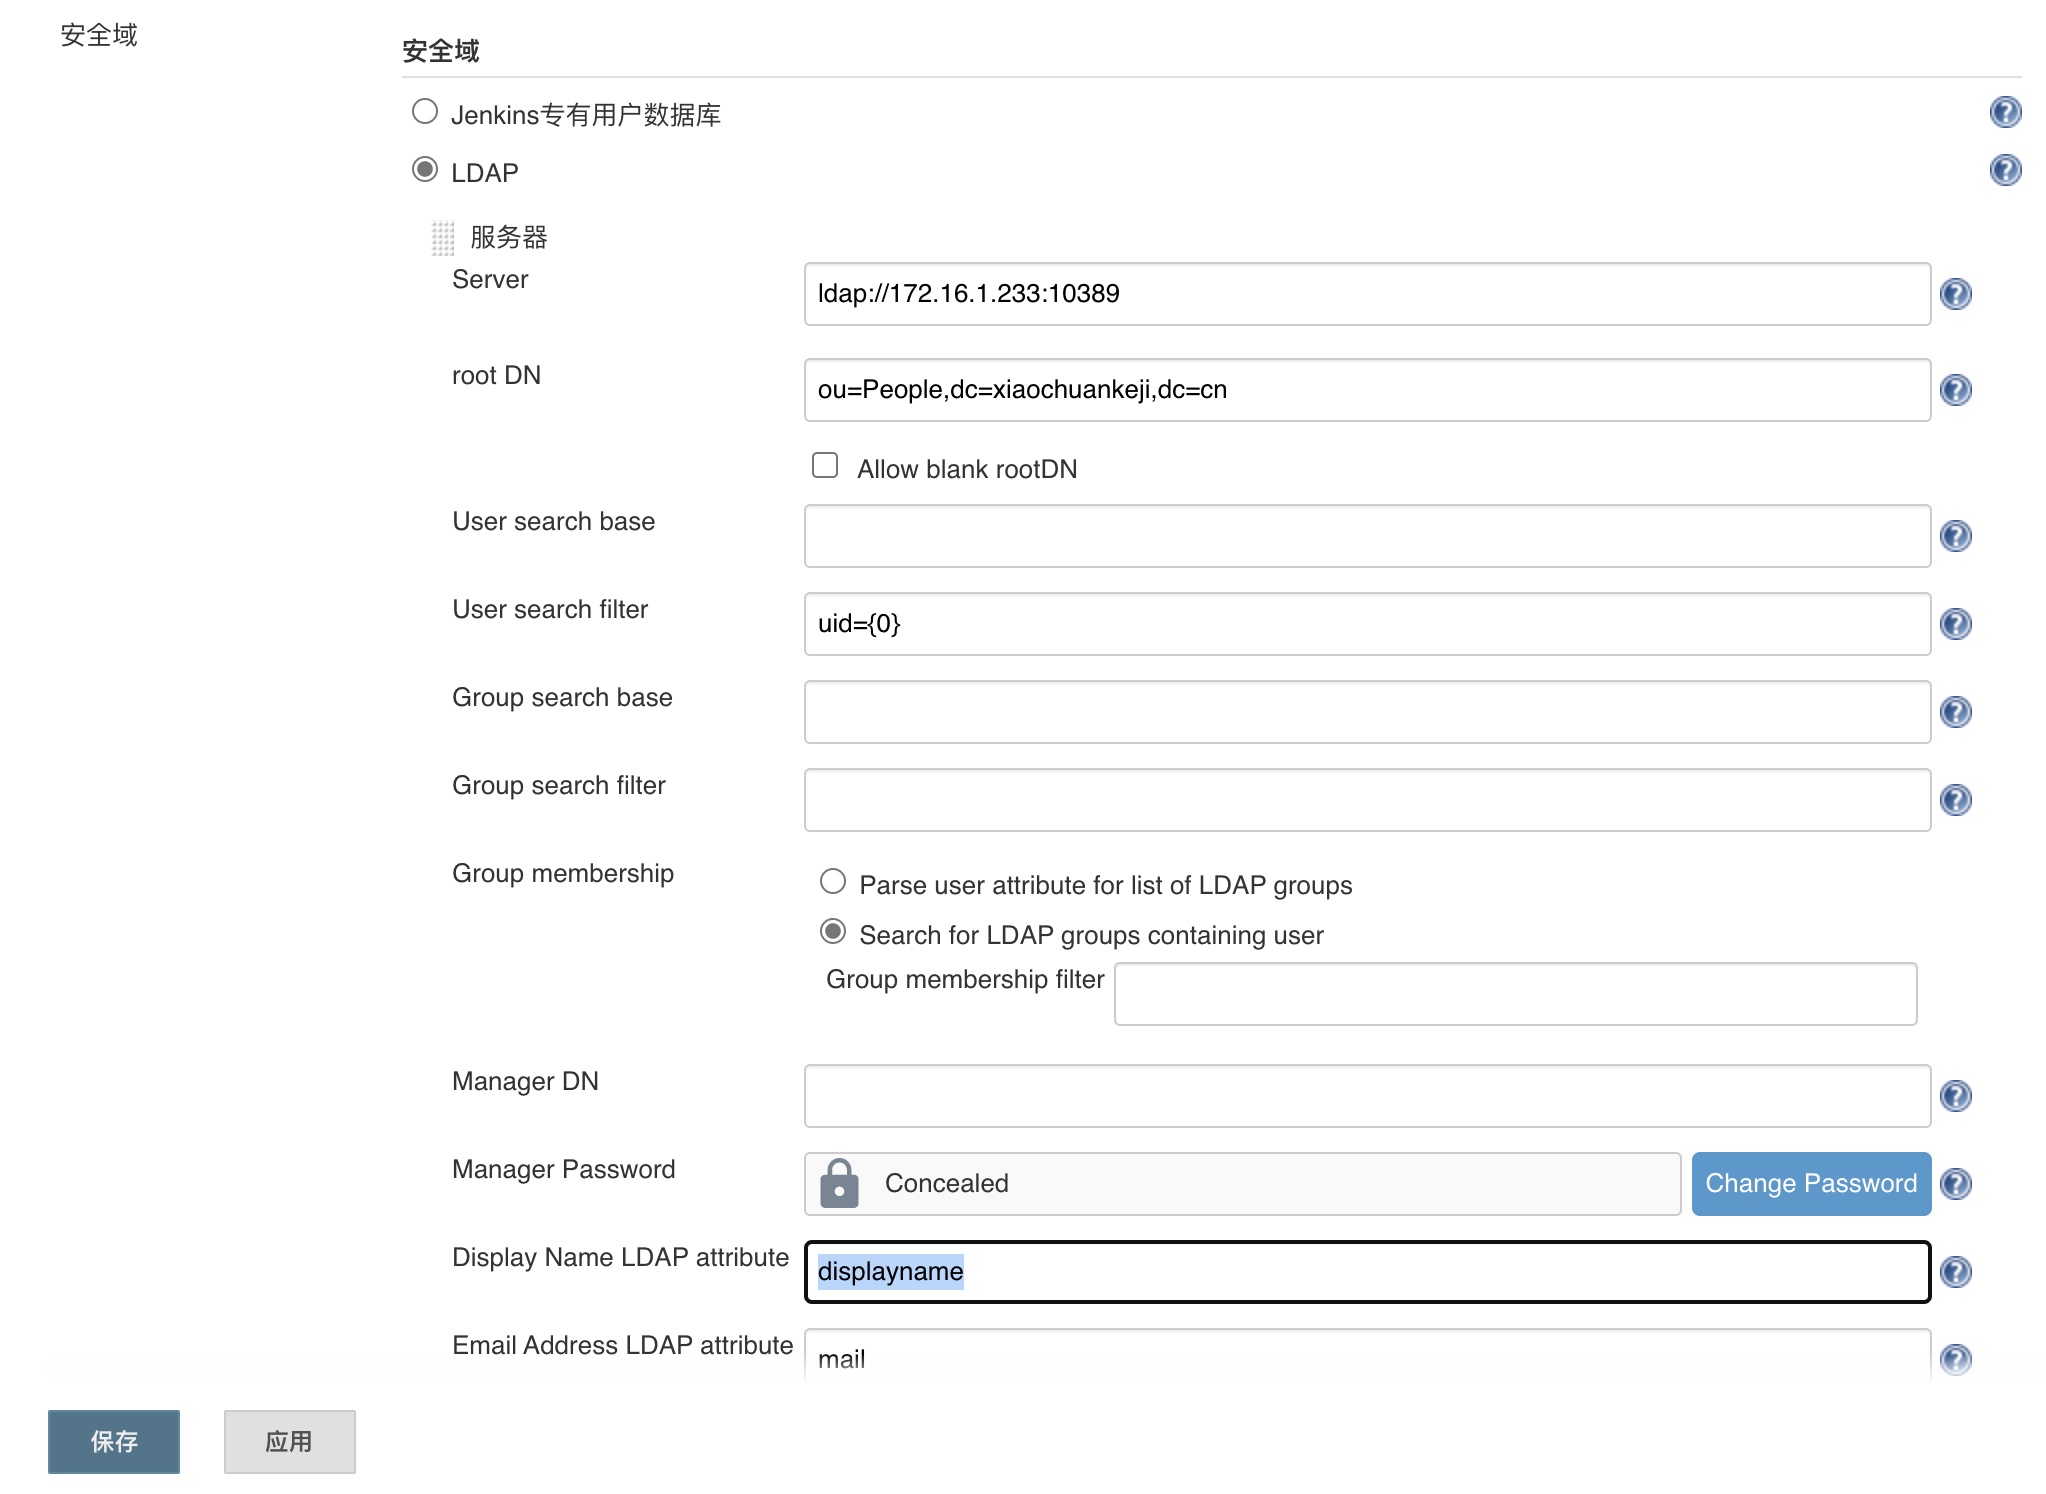 安全域
安全域
Jenkins专有用户数据库
LDAP
服务器
Server
ldap://172.16.1.233:10389
root DN
ou=People,dc=xiaochuankeji,dc=cn
Allow blank rootDN
User search base
User search filter
uid={0}
Group search base
Group search filter
Group membership
Parse user attribute for list of LDAP groups
Search for LDAP groups containing user
Group membership filter
Manager DN
Manager Password
Concealed
Change Password
Display Name LDAP attribute
displayname
Email Address LDAP attribute
mail
保存
应用